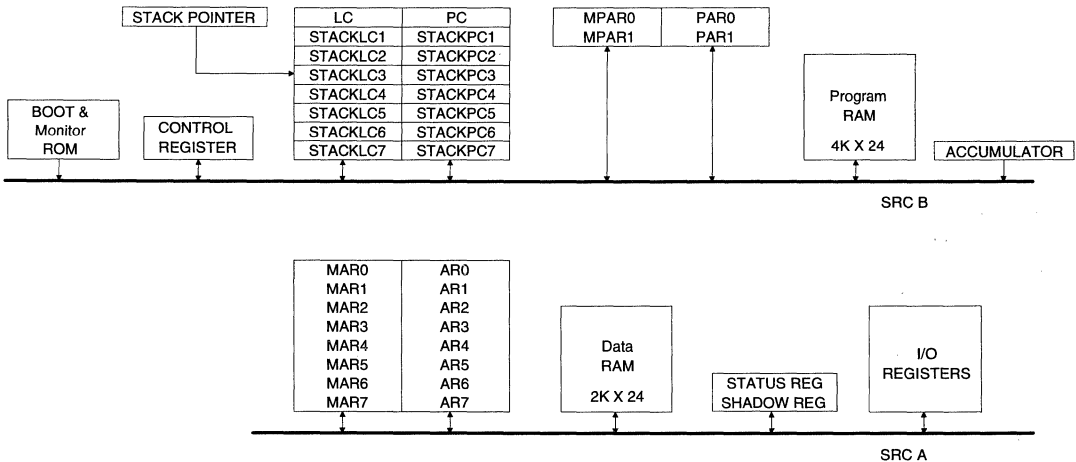 STACK POINTER
LC PC
STACKLC1 STACKPC1
STACKLC2 STACKPC2
STACKLC3 STACKPC3
STACKLC4 STACKPC4
STACKLC5 STACKPC5
STACKLC6 STACKPC6
STACKLC7 STACKPC7
MPAR0 PAR0
MPAR1 PAR1
BOOT &
Monitor
ROM
CONTROL
REGISTER
Program
RAM
4K X 24
ACCUMULATOR
SRC B
MAR0 AR0
MAR1 AR1
MAR2 AR2
MAR3 AR3
MAR4 AR4
MAR5 AR5
MAR6 AR6
MAR7 AR7
Data
RAM
2K X 24
STATUS REG
SHADOW REG
I/O
REGISTERS
SRC A